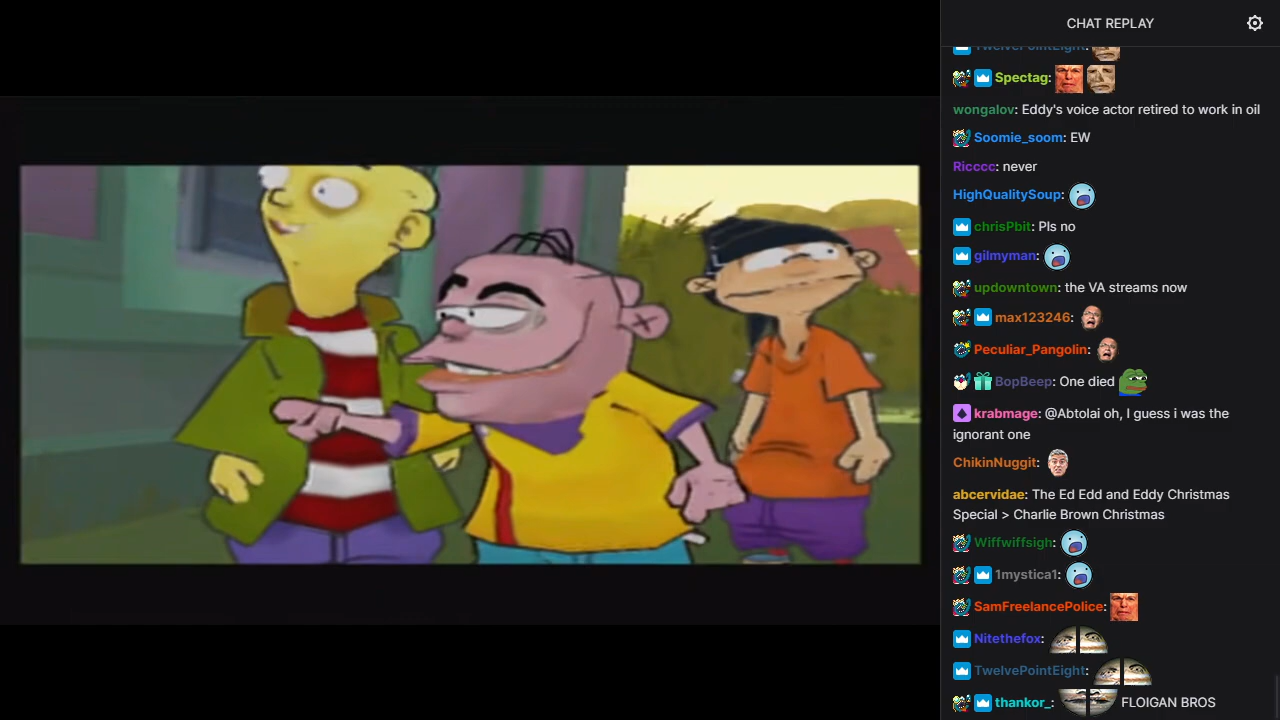 CHAT REPLAY
TwelvePointEight:
Spectag:
wongalov: Eddy's voice actor retired to work in oil
Soomie_soom: EW
Ricccc: never
HighQualitySoup:
chrisPbit: Pls no
gilmyman:
updowntown: the VA streams now
max123246:
Peculiar_Pangolin:
BopBeep: One died
krabmage: @Abtolai oh, I guess i was the
ignorant one
ChikinNuggit:
abcervidae: The Ed Edd and Eddy Christmas
Special > Charlie Brown Christmas
Wiffwiffsigh:
1mystica1:
SamFreelancePolice:
Nitethefox:
TwelvePointEight:
thankor_: FLOIGAN BROS